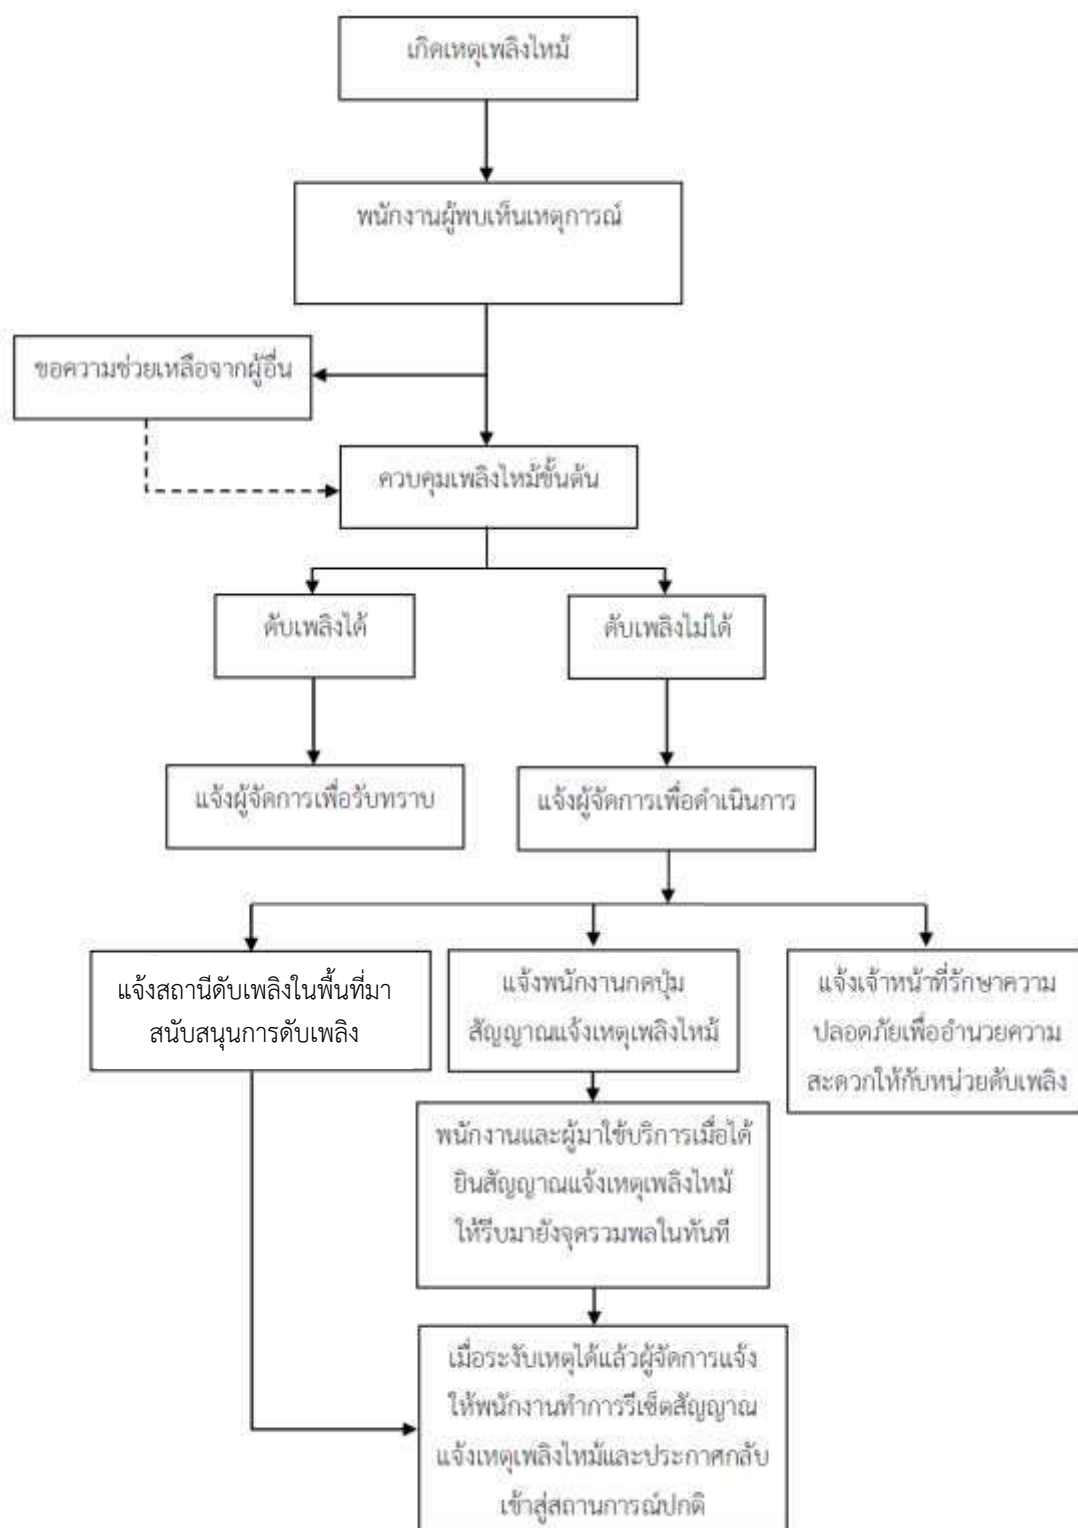 เกิดเหตุเพลิงไหม้
พนักงานผู้พบเห็นเหตุการณ์
ขอความช่วยเหลือจากผู้อื่น
ควบคุมเพลิงไหม้ขั้นต้น
ดับเพลิงได้
ดับเพลิงไม่ได้
แจ้งผู้จัดการเพื่อรับทราบ
แจ้งผู้จัดการเพื่อดำเนินการ
แจ้งสถานีดับเพลิงในพื้นที่มา
สนับสนุนการดับเพลิง
แจ้งพนักงานกดปุ่ม
สัญญาณแจ้งเหตุเพลิงไหม้
แจ้งเจ้าหน้าที่รักษาความ
ปลอดภัยเพื่ออำนวยความ
สะดวกให้กับหน่วยดับเพลิง
พนักงานและผู้มาใช้บริการเมื่อได้
ยินสัญญาณแจ้งเหตุเพลิงไหม้
ให้รีบมายังจุดรวมพลในทันที
เมื่อระงับเหตุได้แล้วผู้จัดการแจ้ง
ให้พนักงานทำการรีเซ็ตสัญญาณ
แจ้งเหตุเพลิงไหม้และประกาศกลับ
เข้าสู่สถานการณ์ปกติ